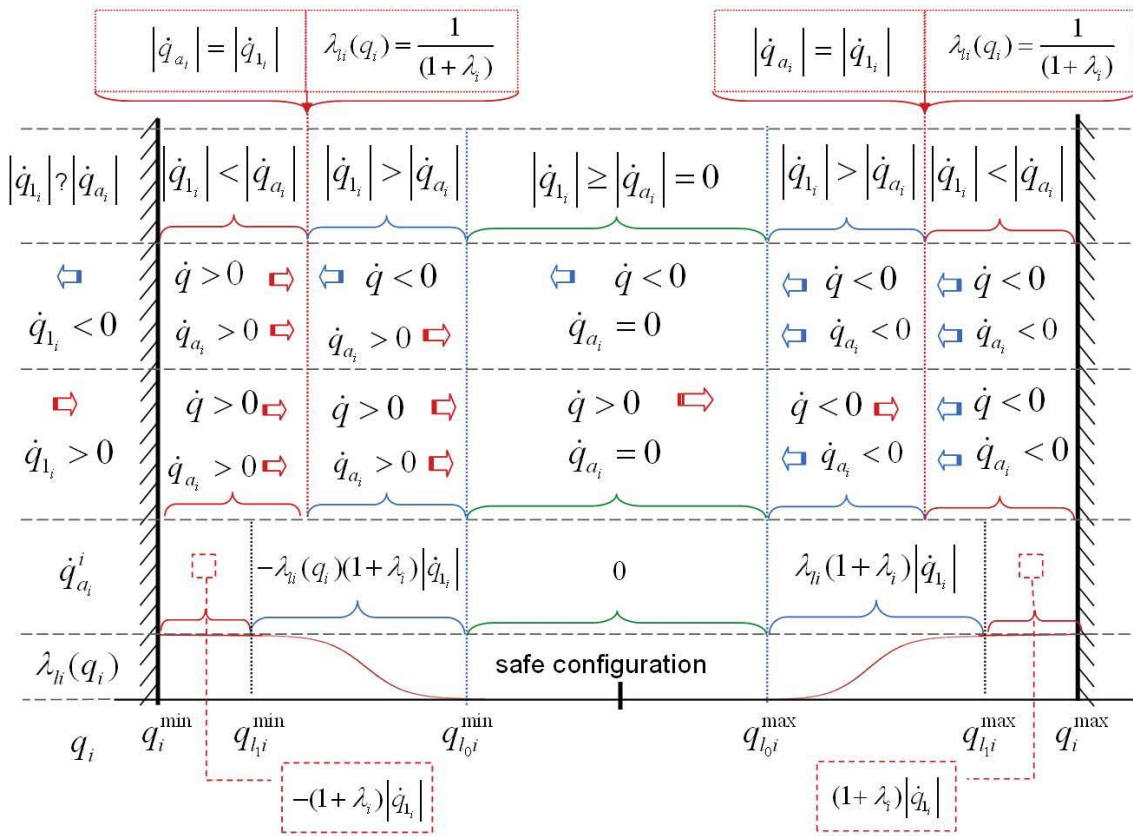 |q̇_{a_i}| = |q̇_{1_i}| λ_{li}(q_i) = 1/(1+λ_i) |q̇_{a_i}| = |q̇_{1_i}| λ_{li}(q_i) = 1/(1+λ_i)
|q̇_{1_i}| ? |q̇_{a_i}| |q̇_{1_i}| < |q̇_{a_i}| |q̇_{1_i}| > |q̇_{a_i}| |q̇_{1_i}| ≥ |q̇_{a_i}| = 0 |q̇_{1_i}| > |q̇_{a_i}| |q̇_{1_i}| < |q̇_{a_i}|
q̇ > 0 q̇ < 0 q̇ < 0 q̇ < 0 q̇ < 0
q̇_{1_i} < 0 q̇_{a_i} > 0 q̇_{a_i} > 0 q̇_{a_i} = 0 q̇_{a_i} < 0 q̇_{a_i} < 0
q̇ > 0 q̇ > 0 q̇ > 0 q̇ < 0 q̇ < 0
q̇_{1_i} > 0 q̇_{a_i} > 0 q̇_{a_i} > 0 q̇_{a_i} = 0 q̇_{a_i} < 0 q̇_{a_i} < 0
q̇_{a_i}^i −λ_{li}(q_i)(1+λ_i)|q̇_{1_i}| 0 λ_{li}(1+λ_i)|q̇_{1_i}|
λ_{li}(q_i) safe configuration
q_i q_i^{min} q_{l_1i}^{min} q_{l_0i}^{min} q_{l_0i}^{max} q_{l_1i}^{max} q_i^{max}
−(1+λ_i)|q̇_{1_i}| (1+λ_i)|q̇_{1_i}|